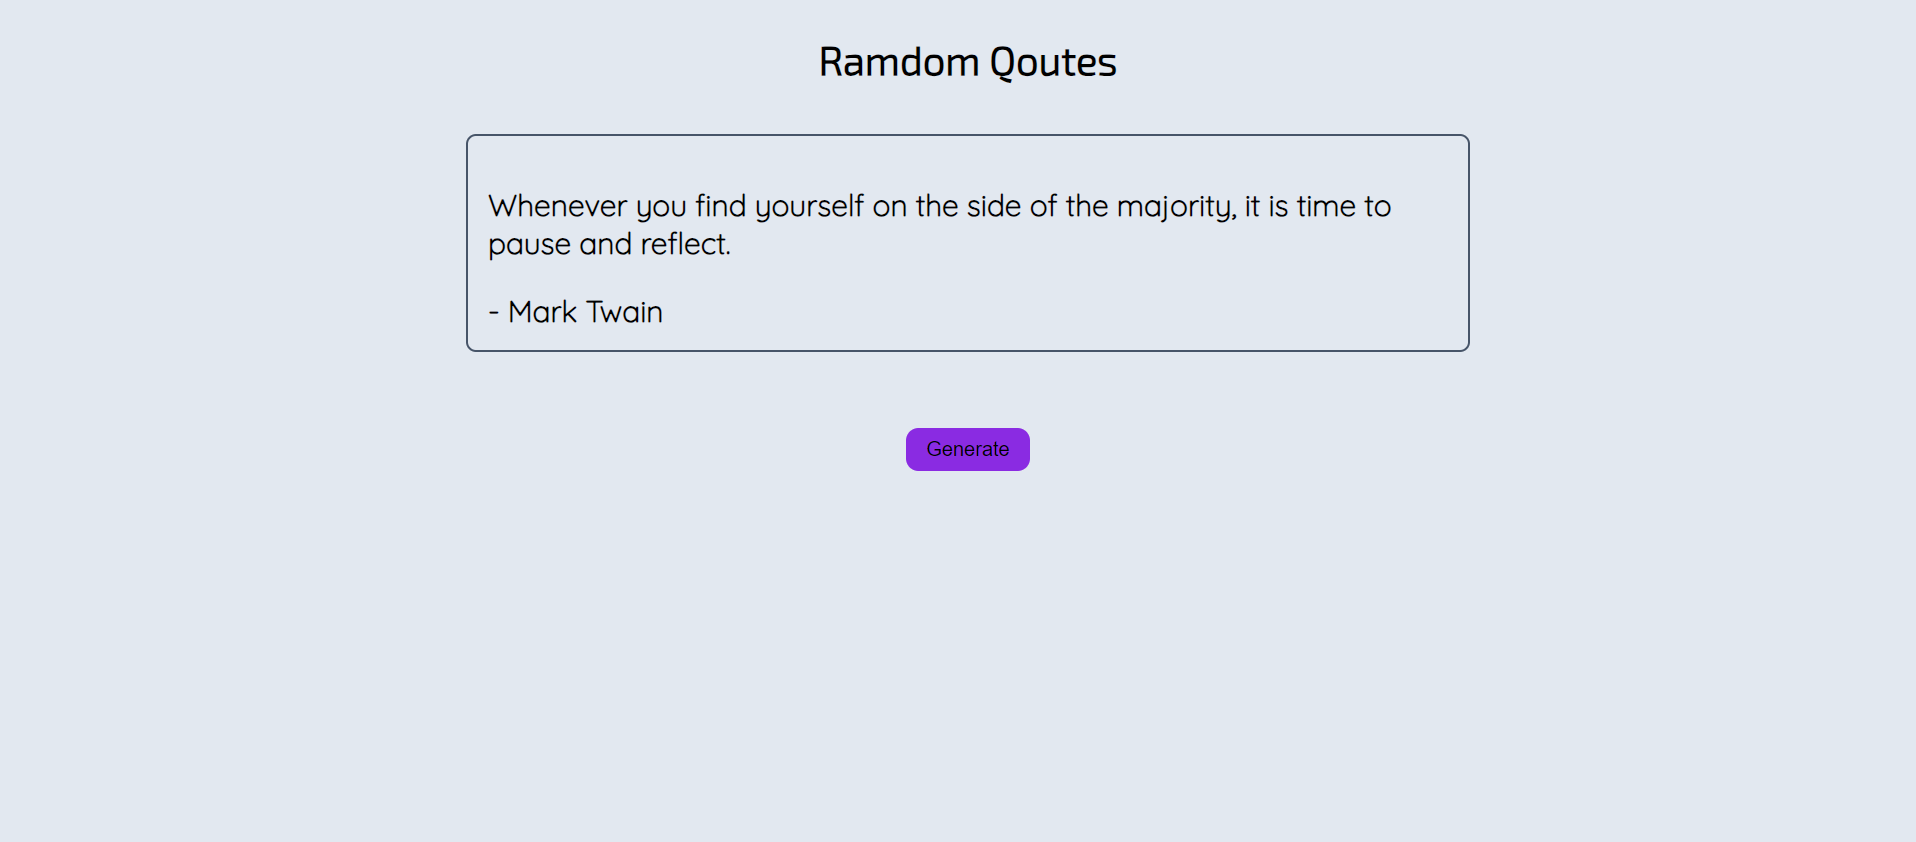 Ramdom Qoutes
Whenever you find yourself on the side of the majority, it is time to
pause and reflect.
- Mark Twain
Generate